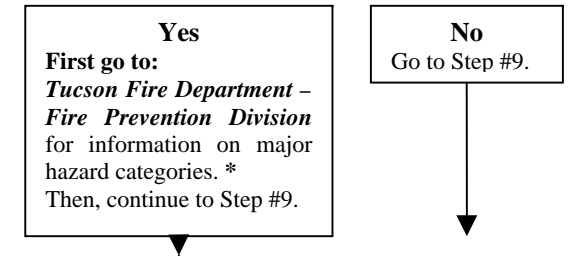 Yes
First go to:
Tucson Fire Department –
Fire Prevention Division
for information on major
hazard categories. *
Then, continue to Step #9.
No
Go to Step #9.